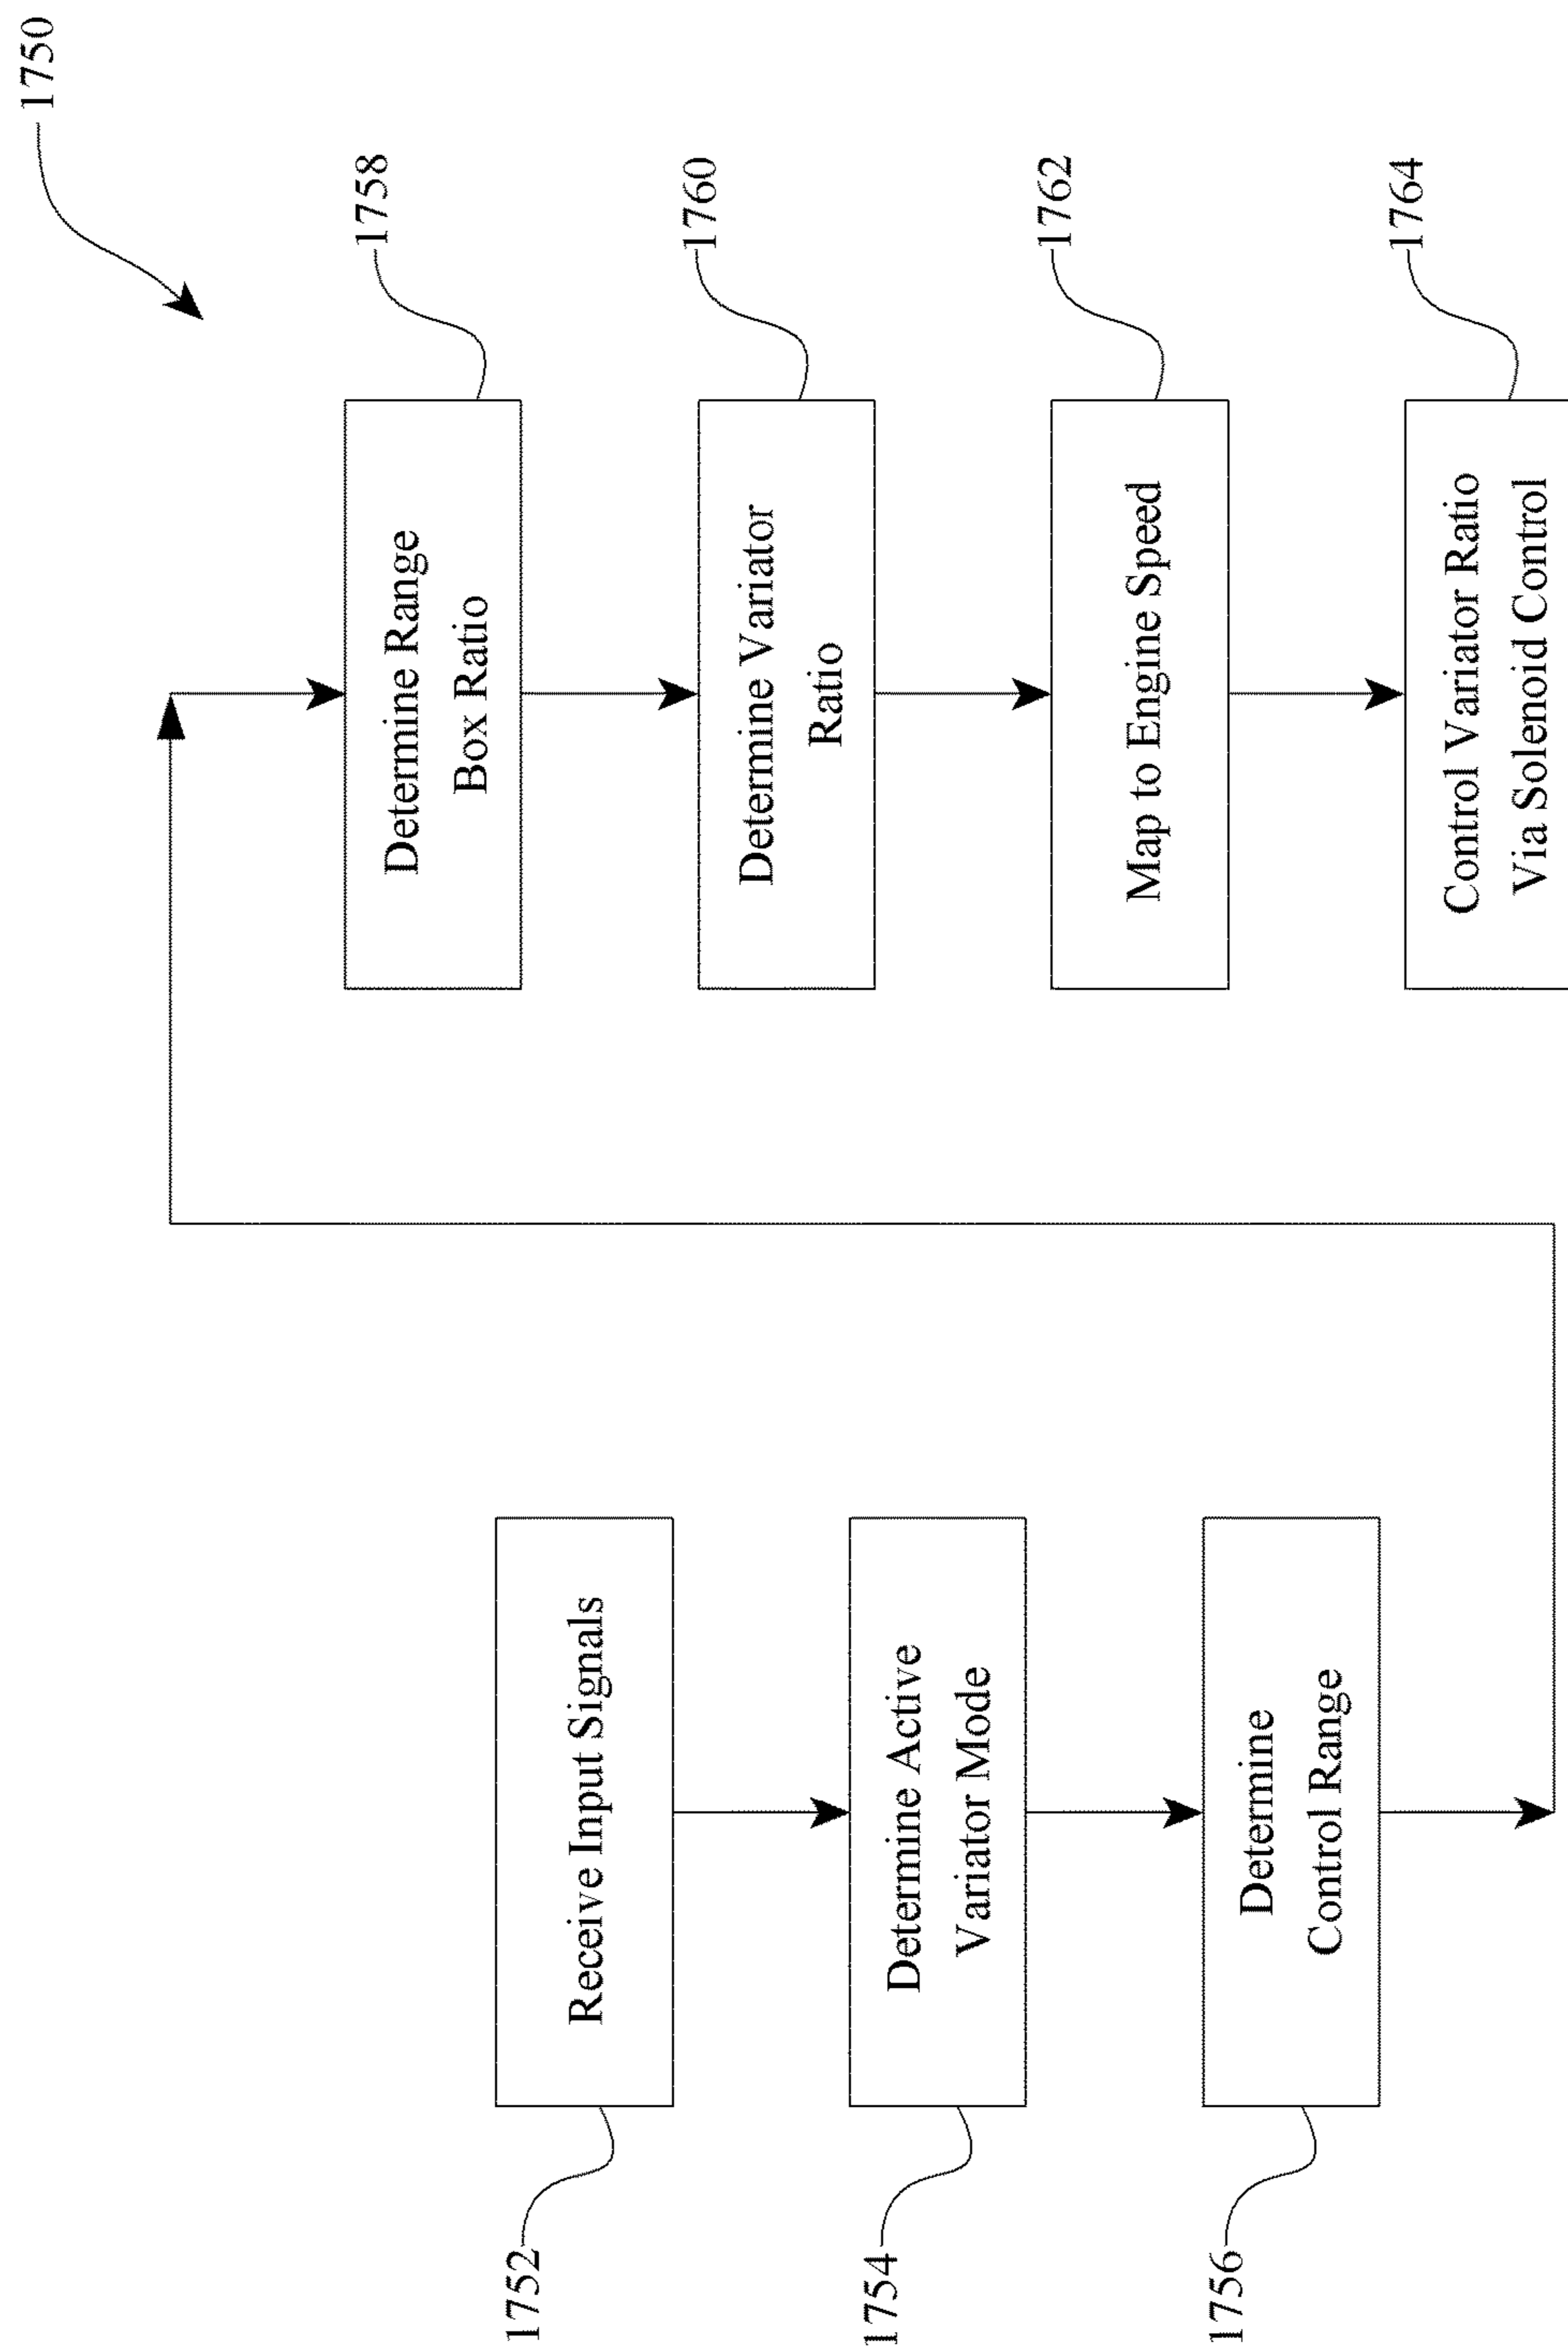 1750
1752
Receive Input Signals
1754
Determine Active
Variator Mode
1756
Determine
Control Range
Determine Range
Box Ratio
1758
Determine Variator
Ratio
1760
Map to Engine Speed
1762
Control Variator Ratio
Via Solenoid Control
1764